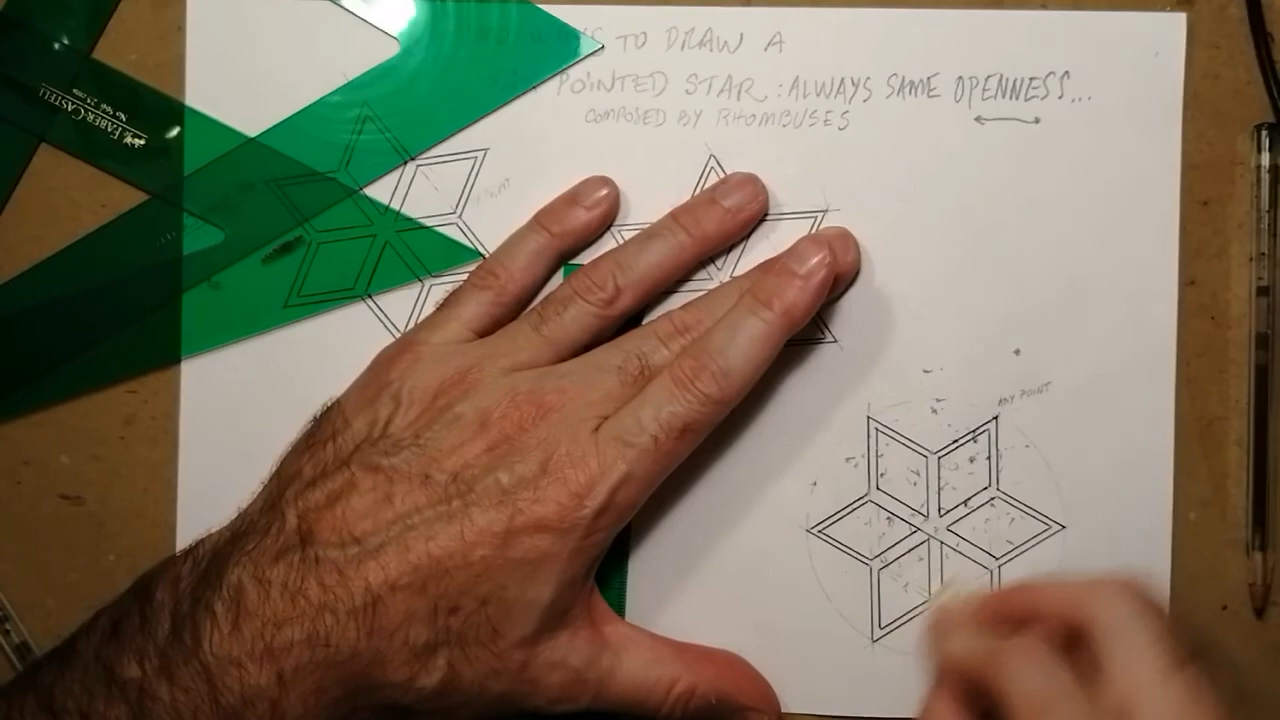 TO DRAW A
POINTED STAR : ALWAYS SAME OPENNESS...
COMPOSED BY RHOMBUSES
ANY POINT
FABER-CASTELL